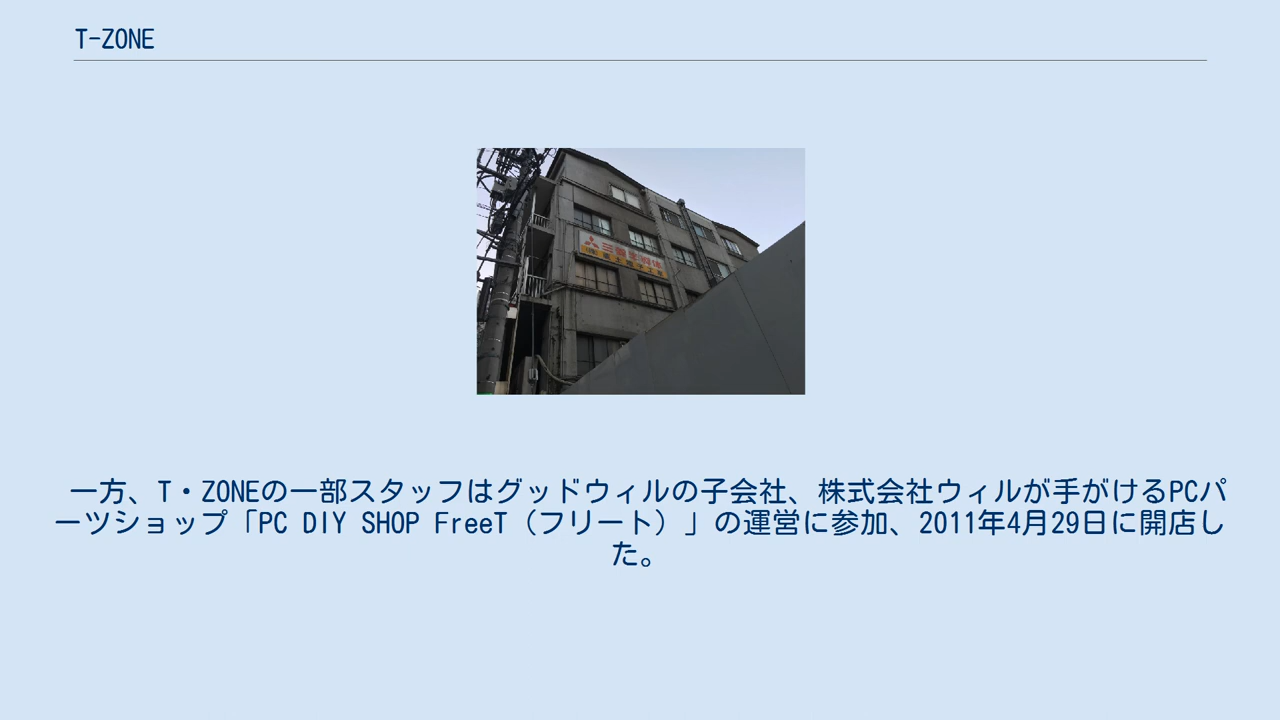 T-ZONE
一方、T・ZONEの一部スタッフはグッドウィルの子会社、株式会社ウィルが手がけるPCパ
ーツショップ「PC DIY SHOP FreeT（フリート）」の運営に参加、2011年4月29日に開店し
た。